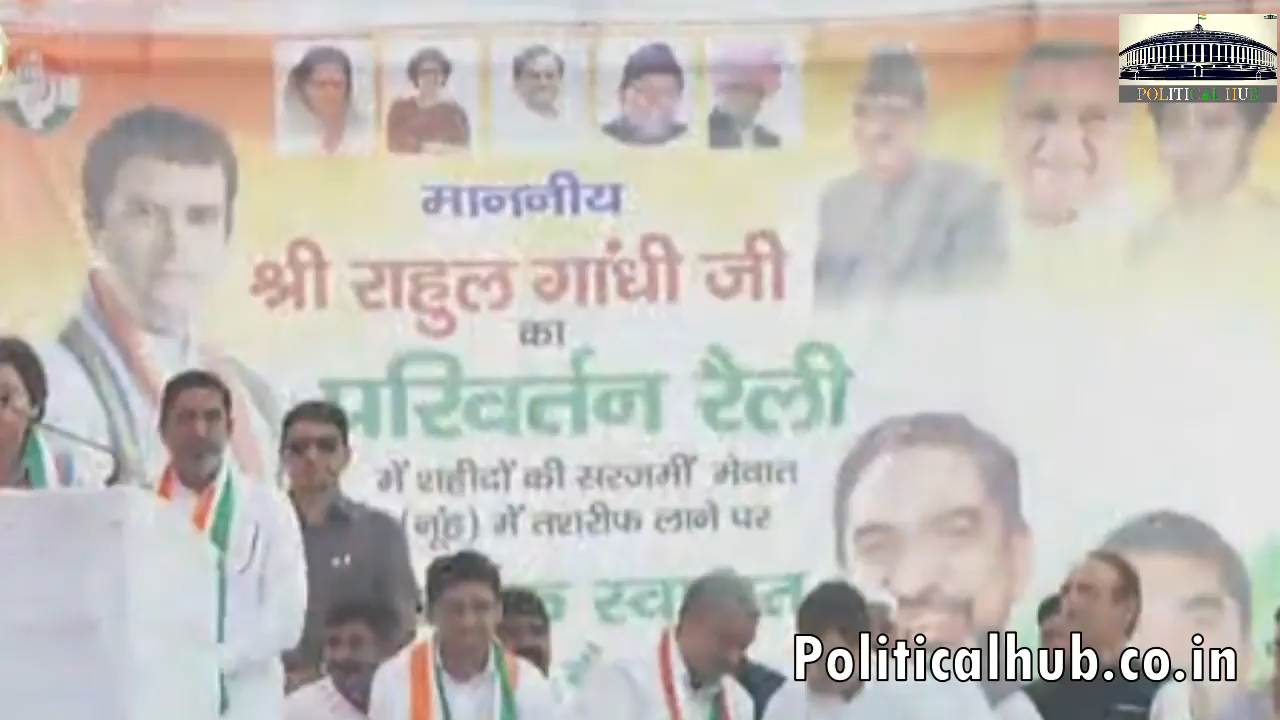 POLITICAL HUB
माननीय
श्री राहुल गांधी जी
का
परिवर्तन रैली
में शहीदों की सरजमीं मेवात
(नूंह) में तशरीफ लाने पर
Politicalhub.co.in